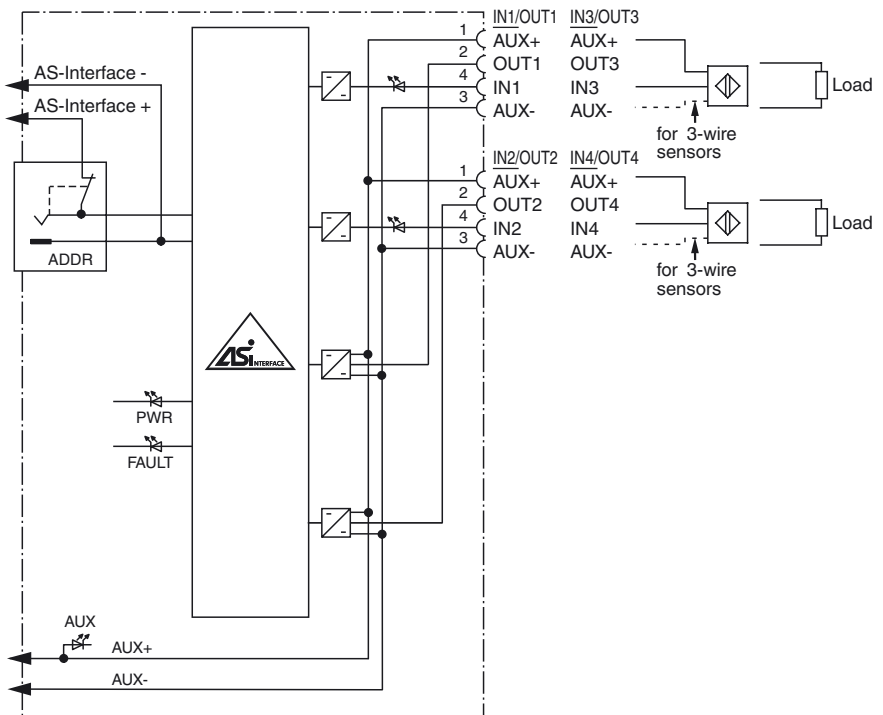 IN1/OUT1 IN3/OUT3
1 AUX+ AUX+
2 OUT1 OUT3
4 IN1 IN3
3 AUX- AUX-
Load
for 3-wire
sensors
AS-Interface -
AS-Interface +
ADDR
IN2/OUT2 IN4/OUT4
1 AUX+ AUX+
2 OUT2 OUT4
4 IN2 IN4
3 AUX- AUX-
Load
for 3-wire
sensors
ASi INTERFACE
PWR
FAULT
AUX
AUX+
AUX-